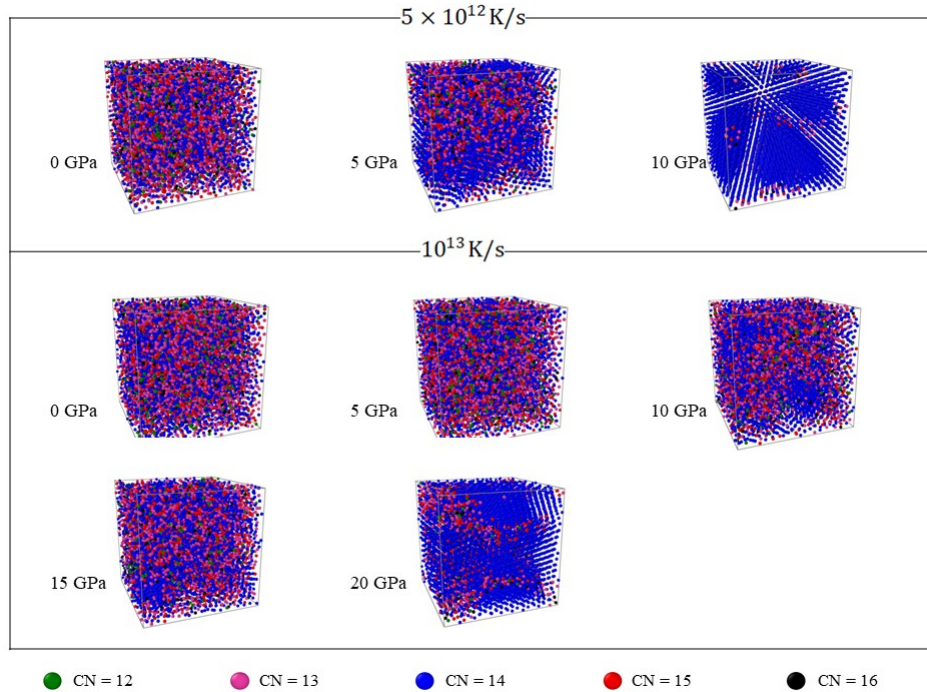 5 × 10¹² K/s
0 GPa
5 GPa
10 GPa
10¹³ K/s
0 GPa
5 GPa
10 GPa
15 GPa
20 GPa
CN = 12
CN = 13
CN = 14
CN = 15
CN = 16